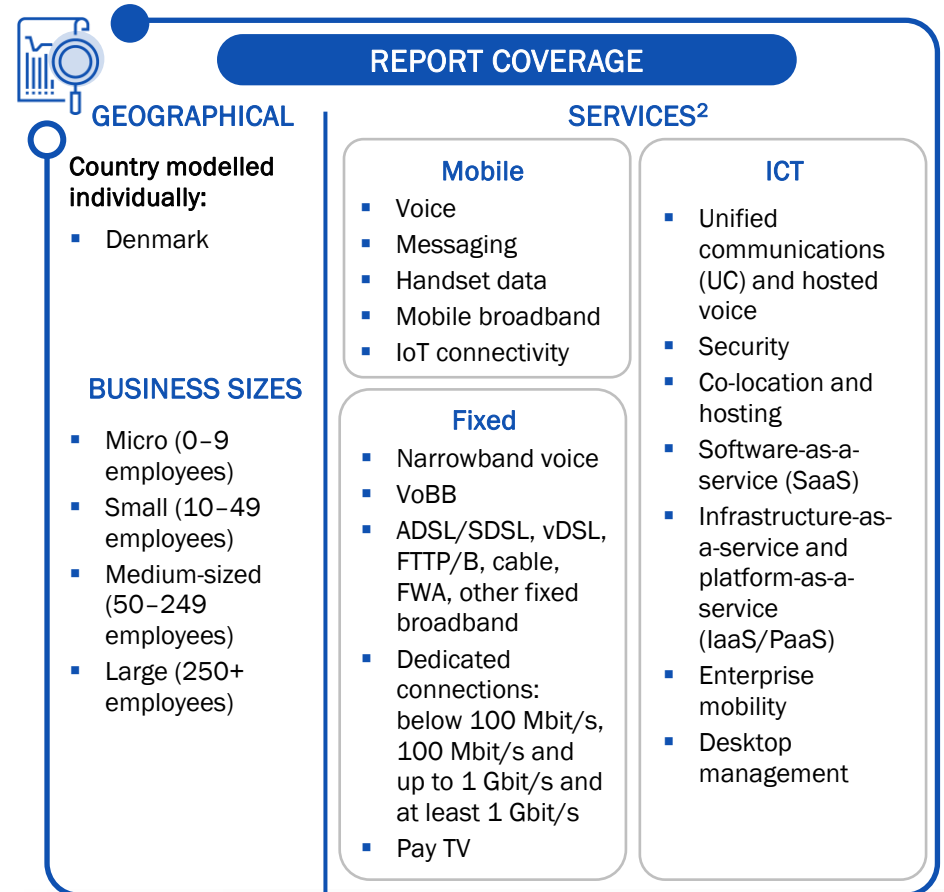 REPORT COVERAGE
GEOGRAPHICAL
Country modelled
individually:
▪ Denmark
BUSINESS SIZES
▪ Micro (0–9
employees)
▪ Small (10–49
employees)
▪ Medium-sized
(50–249
employees)
▪ Large (250+
employees)
SERVICES²
Mobile
▪ Voice
▪ Messaging
▪ Handset data
▪ Mobile broadband
▪ IoT connectivity
Fixed
▪ Narrowband voice
▪ VoBB
▪ ADSL/SDSL, vDSL,
FTTP/B, cable,
FWA, other fixed
broadband
▪ Dedicated
connections:
below 100 Mbit/s,
100 Mbit/s and
up to 1 Gbit/s and
at least 1 Gbit/s
▪ Pay TV
ICT
▪ Unified
communications
(UC) and hosted
voice
▪ Security
▪ Co-location and
hosting
▪ Software-as-a-
service (SaaS)
▪ Infrastructure-as-
a-service and
platform-as-a-
service
(IaaS/PaaS)
▪ Enterprise
mobility
▪ Desktop
management